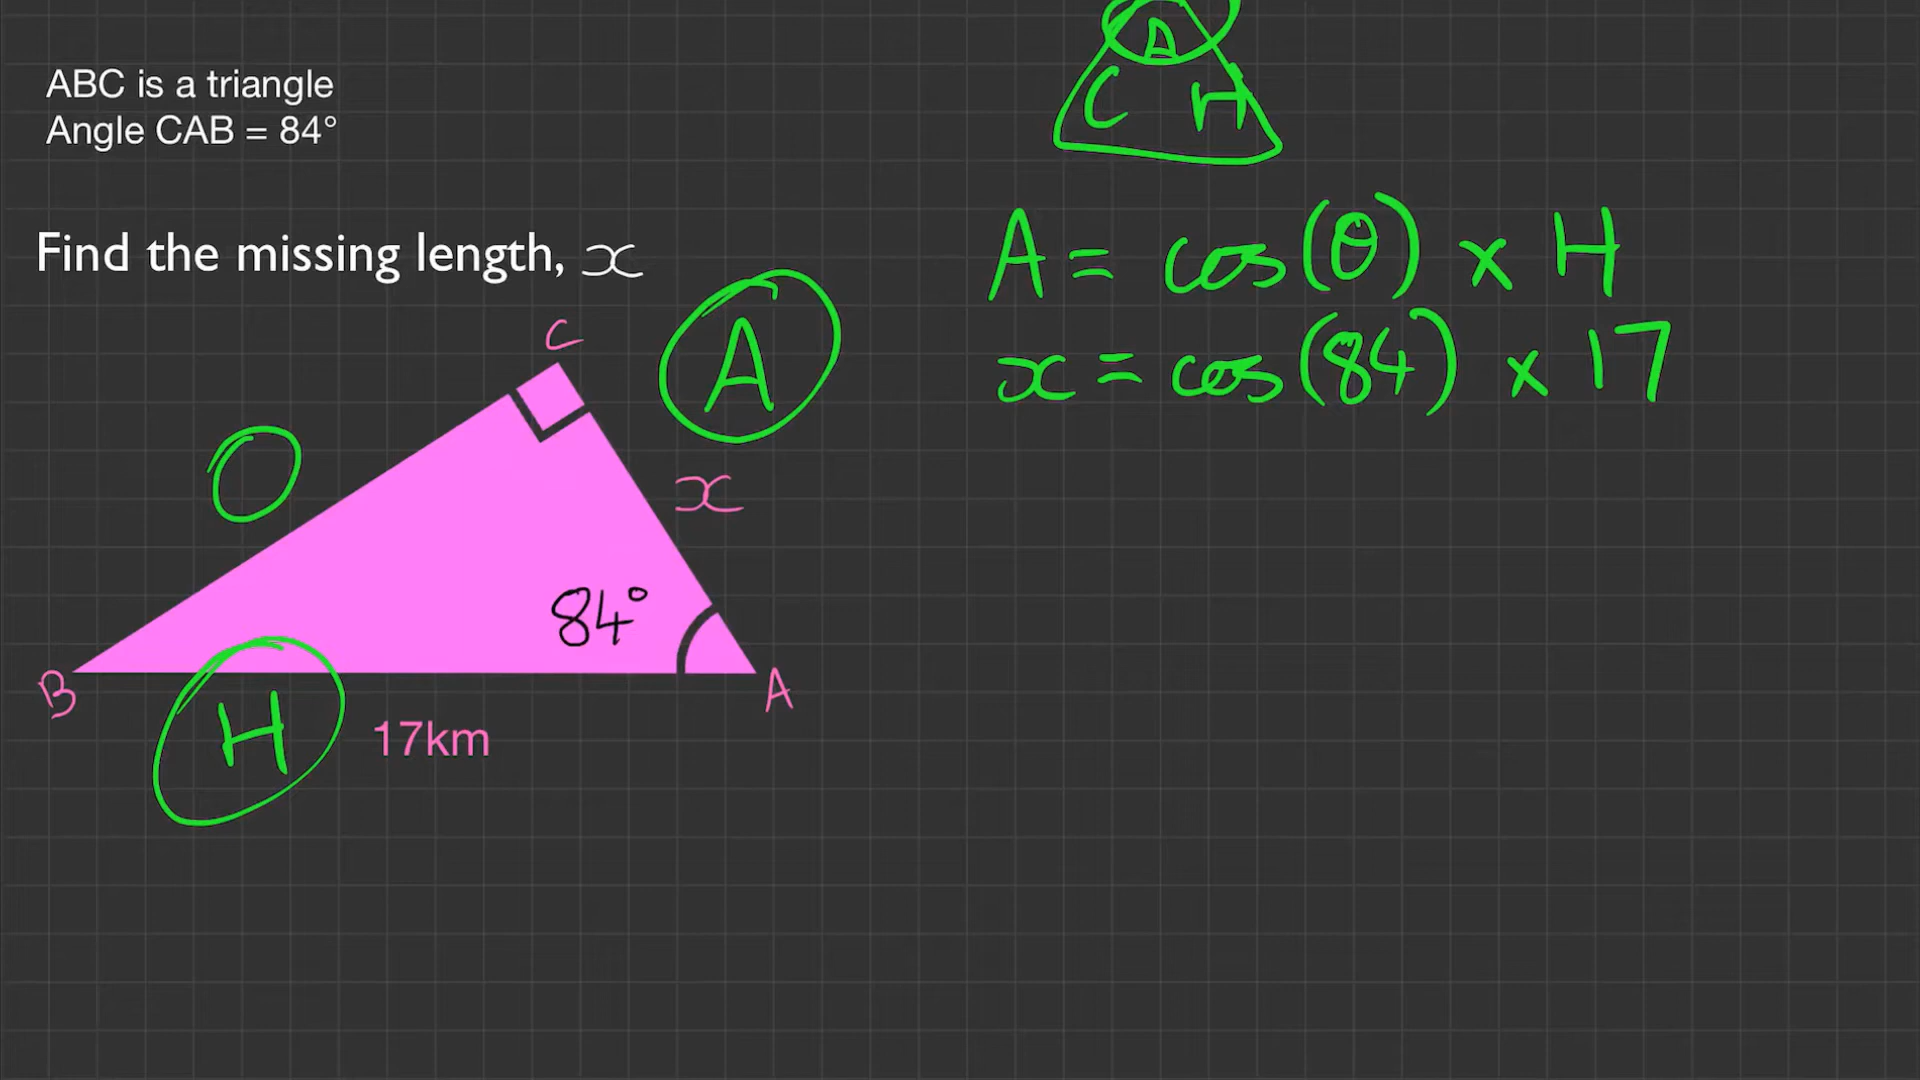 ABC is a triangle
Angle CAB = 84°
Find the missing length, x
A
C H
A = cos(θ) × H
x = cos(84) × 17
C
A
O
x
84°
B
A
H
17km